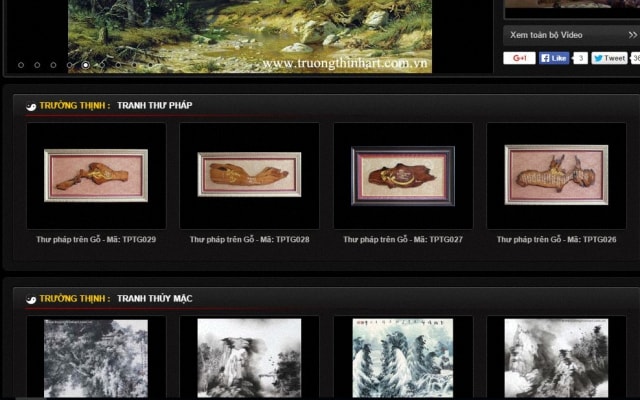 www.truongthinhart.com.vn
Xem toàn bộ Video
G+1 Like 3 Tweet 36
TRƯỜNG THỊNH : TRANH THƯ PHÁP
Thư pháp trên Gỗ - Mã: TPTG029 Thư pháp trên Gỗ - Mã: TPTG028 Thư pháp trên Gỗ - Mã: TPTG027 Thư pháp trên Gỗ - Mã: TPTG026
TRƯỜNG THỊNH : TRANH THỦY MẶC